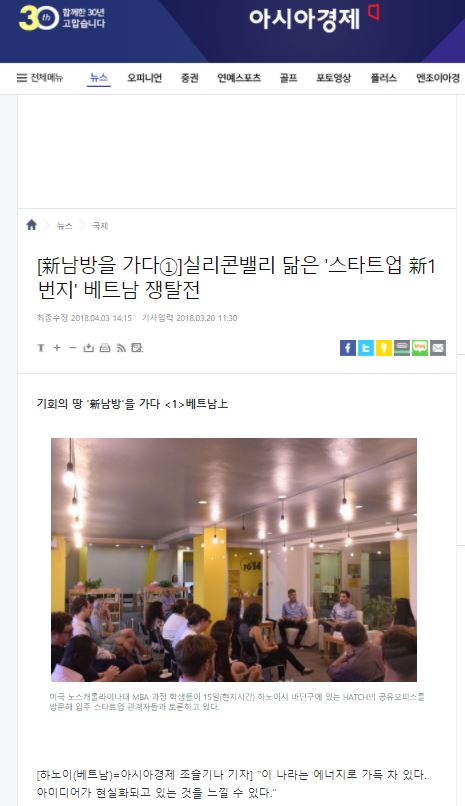 30th 함께한 30년
고맙습니다
아시아경제
전체메뉴 뉴스 오피니언 증권 연예스포츠 골프 포토영상 플러스 엔조이아경
뉴스 국제
[新남방을 가다①]실리콘밸리 닮은 '스타트업 新1
번지' 베트남 쟁탈전
최종수정 2018.04.03 14:15 기사입력 2018.03.20 11:30
기회의 땅 '新남방'을 가다 <1>베트남上
미국 노스캐롤라이나대 MBA 과정 학생들이 15일(현지시간) 하노이시 바단구에 있는 HATCH의 공유오피스를
방문해 입주 스타트업 관계자들과 토론하고 있다.
[하노이(베트남)=아시아경제 조슬기나 기자] "이 나라는 에너지로 가득 차 있다.
아이디어가 현실화되고 있는 것을 느낄 수 있다."